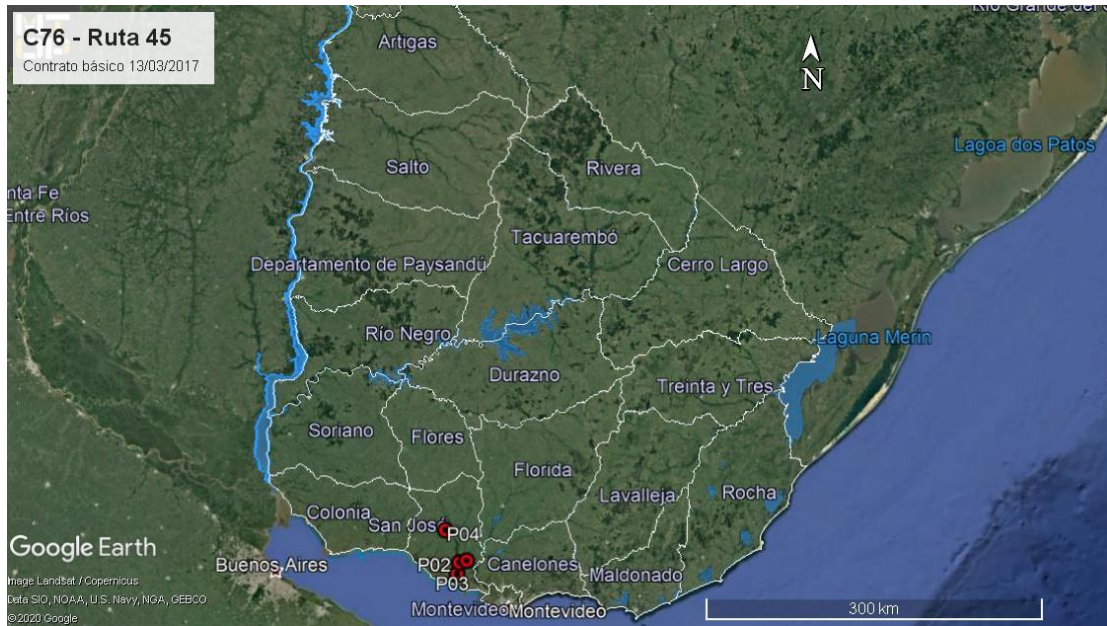 C76 - Ruta 45
Contrato básico 13/03/2017
Artigas
N
Lagoa dos Patos
Salto
Rivera
nta Fe
Entre Ríos
Tacuarembó
Departamento de Paysandú
Cerro Largo
Río Negro
Laguna Merin
Durazno
Treinta y Tres
Soriano
Flores
Florida
Lavalleja
Rocha
Colonia
San José
P04
Google Earth
Buenos Aires
P02
Canelones
Maldonado
P03
Image Landsat / Copernicus
Data SIO, NOAA, U.S. Navy, NGA, GEBCO
©2020 Google
Montevideo
Montevideo
300 km